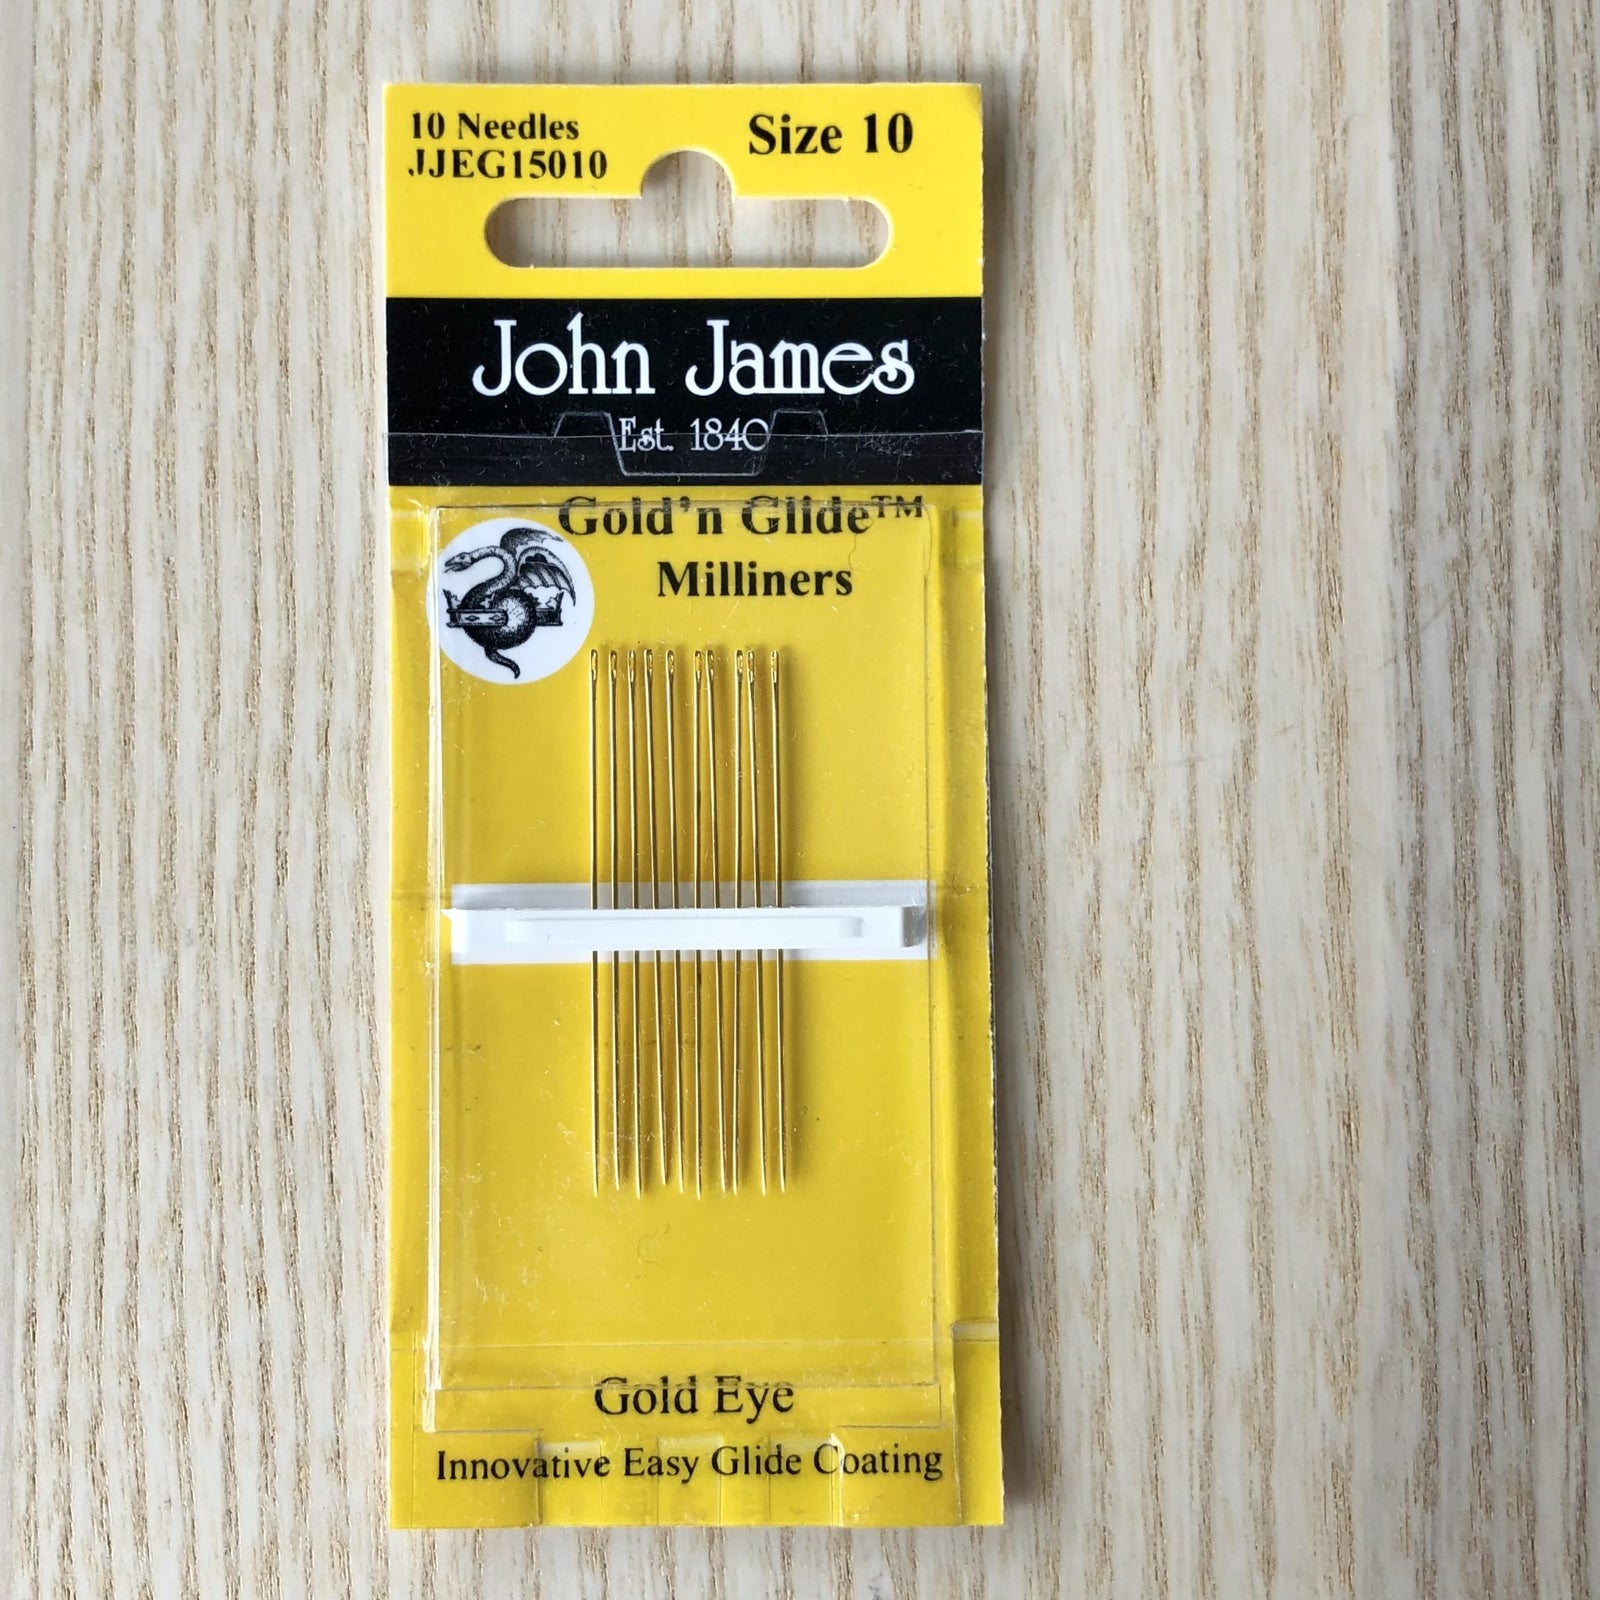 10 Needles
JJEG15010
Size 10
John James
Est. 1840
Gold'n Glide™
Milliners
Gold Eye
Innovative Easy Glide Coating